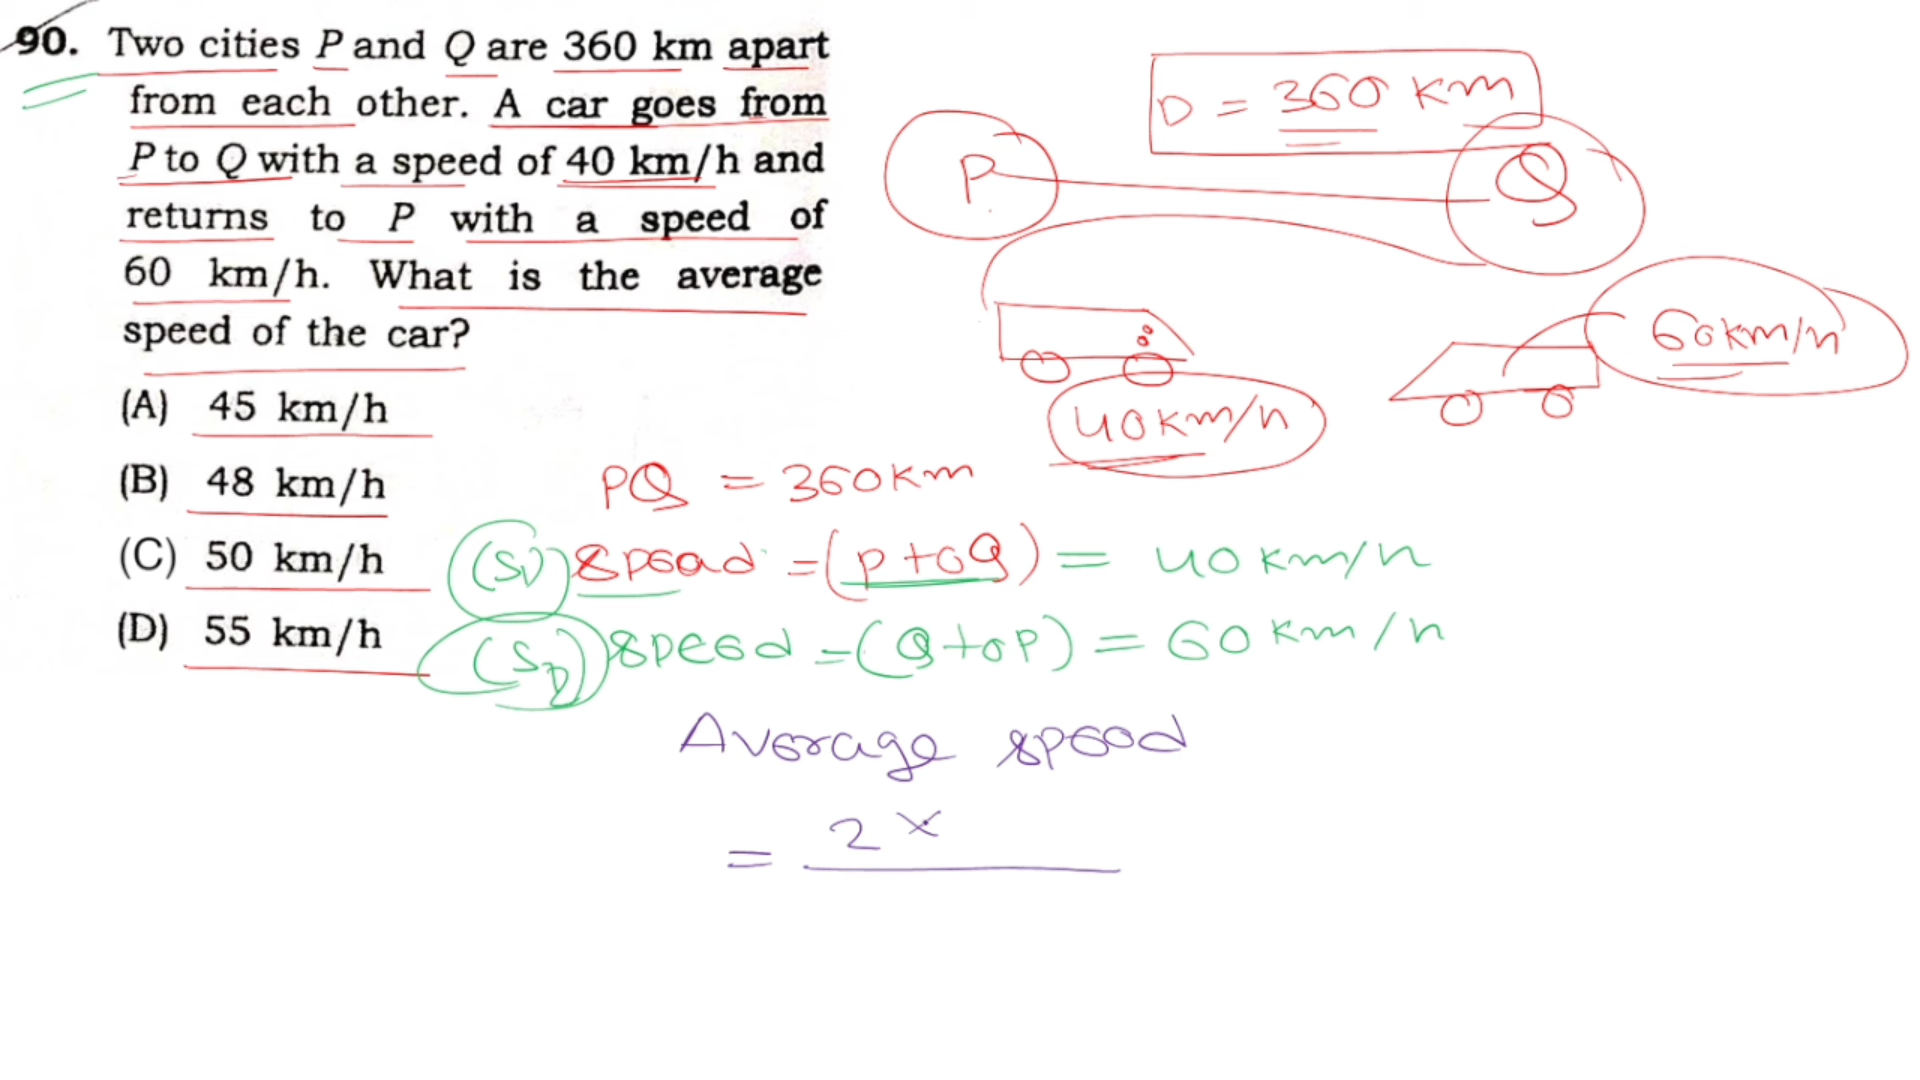 90. Two cities P and Q are 360 km apart
from each other. A car goes from
P to Q with a speed of 40 km/h and
returns to P with a speed of
60 km/h. What is the average
speed of the car?
(A) 45 km/h
(B) 48 km/h
(C) 50 km/h
(D) 55 km/h
D = 360 km
P
Q
60km/h
40km/h
PQ = 360km
(S1) speed = (P to Q) = 40 km/h
(SD) speed = (Q to P) = 60 km/h
Average speed
= 2 ×